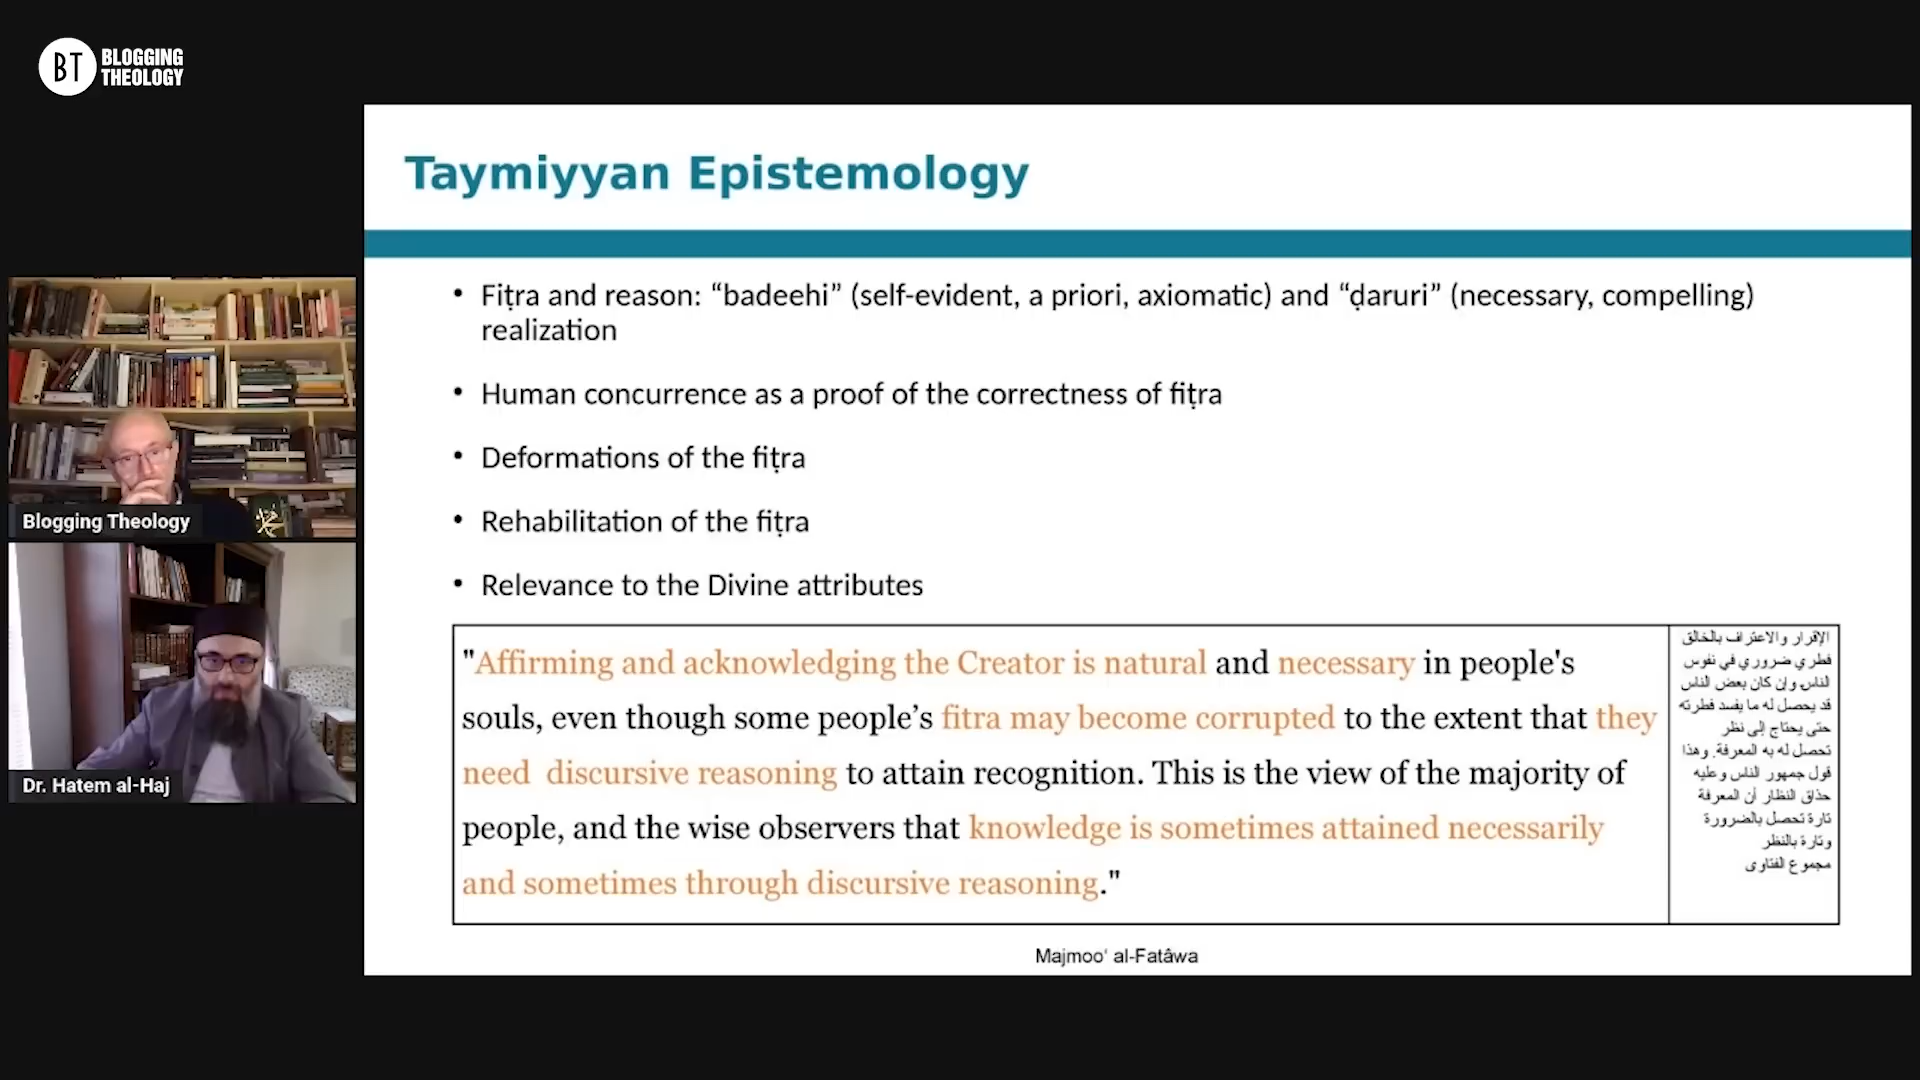 BT BLOGGING
THEOLOGY
Taymiyyan Epistemology
• Fiṭra and reason: “badeehi” (self-evident, a priori, axiomatic) and “ḍaruri” (necessary, compelling)
realization
• Human concurrence as a proof of the correctness of fiṭra
• Deformations of the fiṭra
• Rehabilitation of the fiṭra
• Relevance to the Divine attributes
"Affirming and acknowledging the Creator is natural and necessary in people's
souls, even though some people’s fitra may become corrupted to the extent that they
need discursive reasoning to attain recognition. This is the view of the majority of
people, and the wise observers that knowledge is sometimes attained necessarily
and sometimes through discursive reasoning."
الإقرار والاعتراف بالخالق
فطري ضروري في نفوس
الناس وإن كان بعض الناس
قد يحصل له ما يفسد فطرته
حتى يحتاج إلى نظر
تحصل له به المعرفة. وهذا
قول جمهور الناس وعليه
حذاق النظار أن المعرفة
تارة تحصل بالضرورة
وتارة بالنظر
مجموع الفتاوى
Majmoo‘ al-Fatâwa
Blogging Theology
Dr. Hatem al-Haj